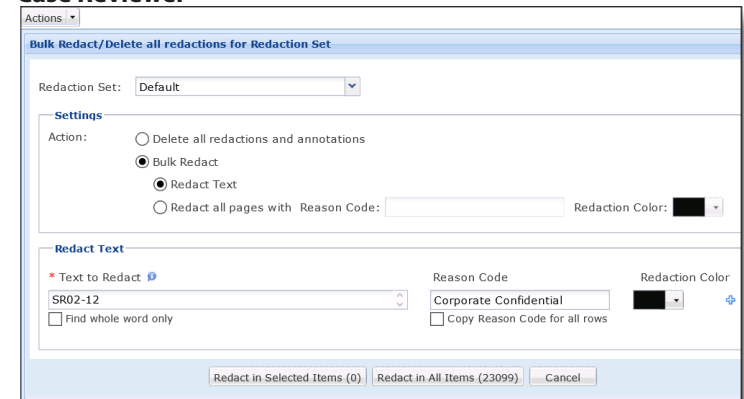 Case Reviewer
Actions
Bulk Redact/Delete all redactions for Redaction Set
Redaction Set: Default
Settings
Action: Delete all redactions and annotations
Bulk Redact
Redact Text
Redact all pages with Reason Code: Redaction Color:
Redact Text
* Text to Redact Reason Code Redaction Color
SR02-12 Corporate Confidential
Find whole word only Copy Reason Code for all rows
Redact in Selected Items (0) Redact in All Items (23099) Cancel